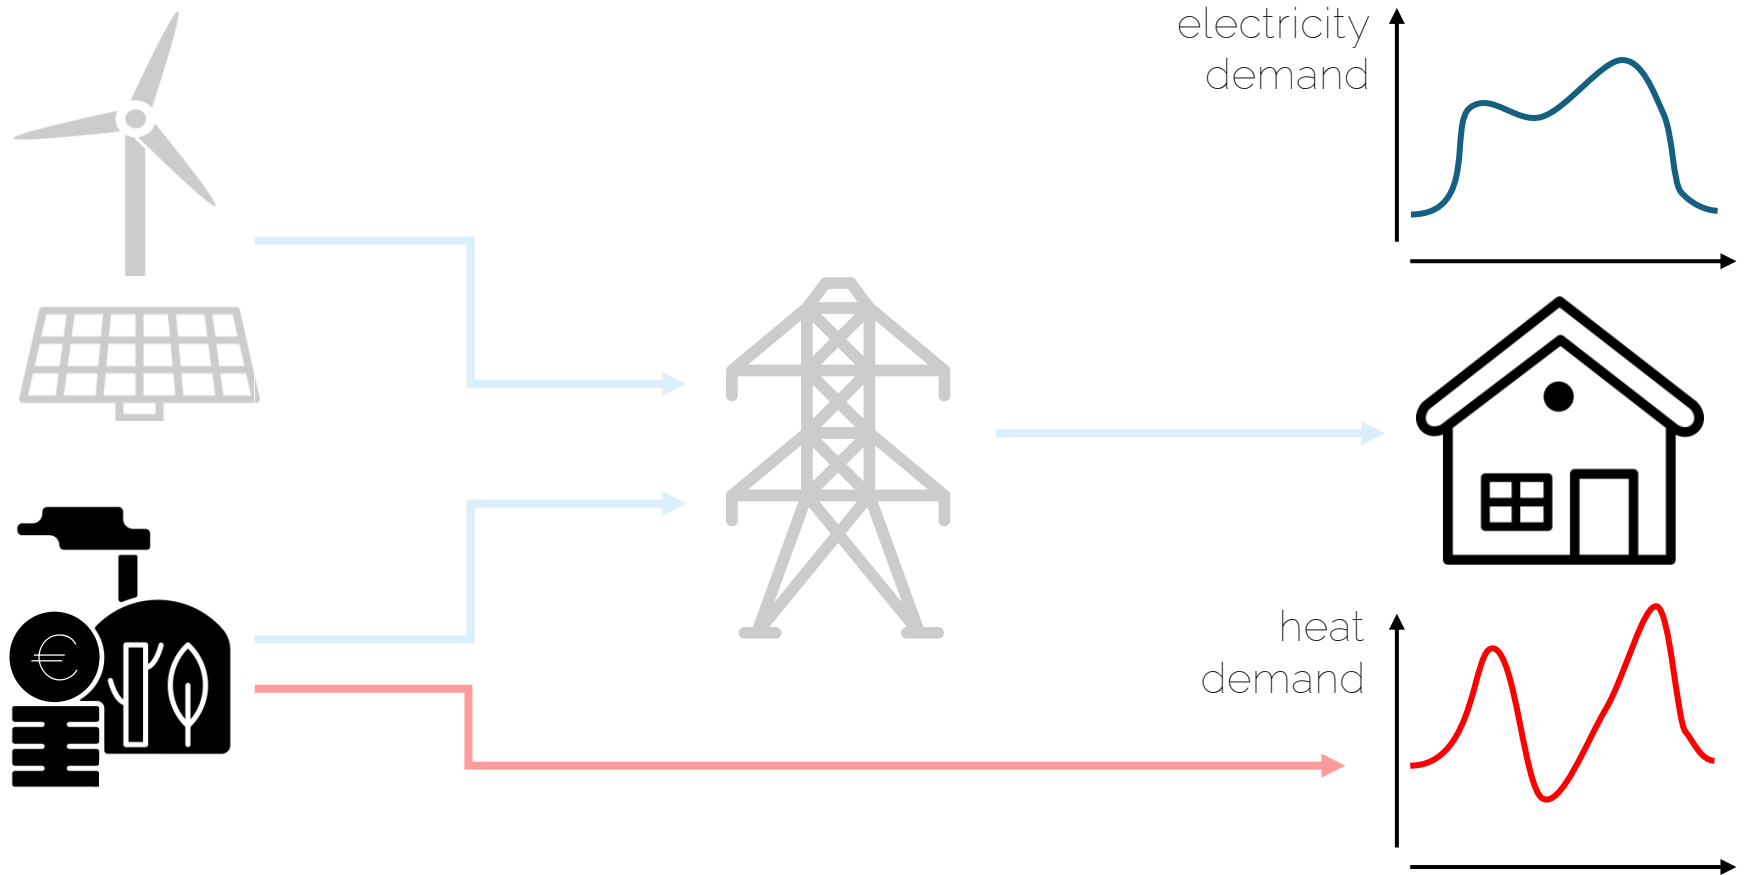 electricity
demand
€
heat
demand